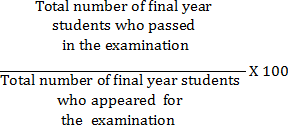 Total number of final year
students who passed
in the examination
X 100
Total number of final year students
who appeared for
the examination